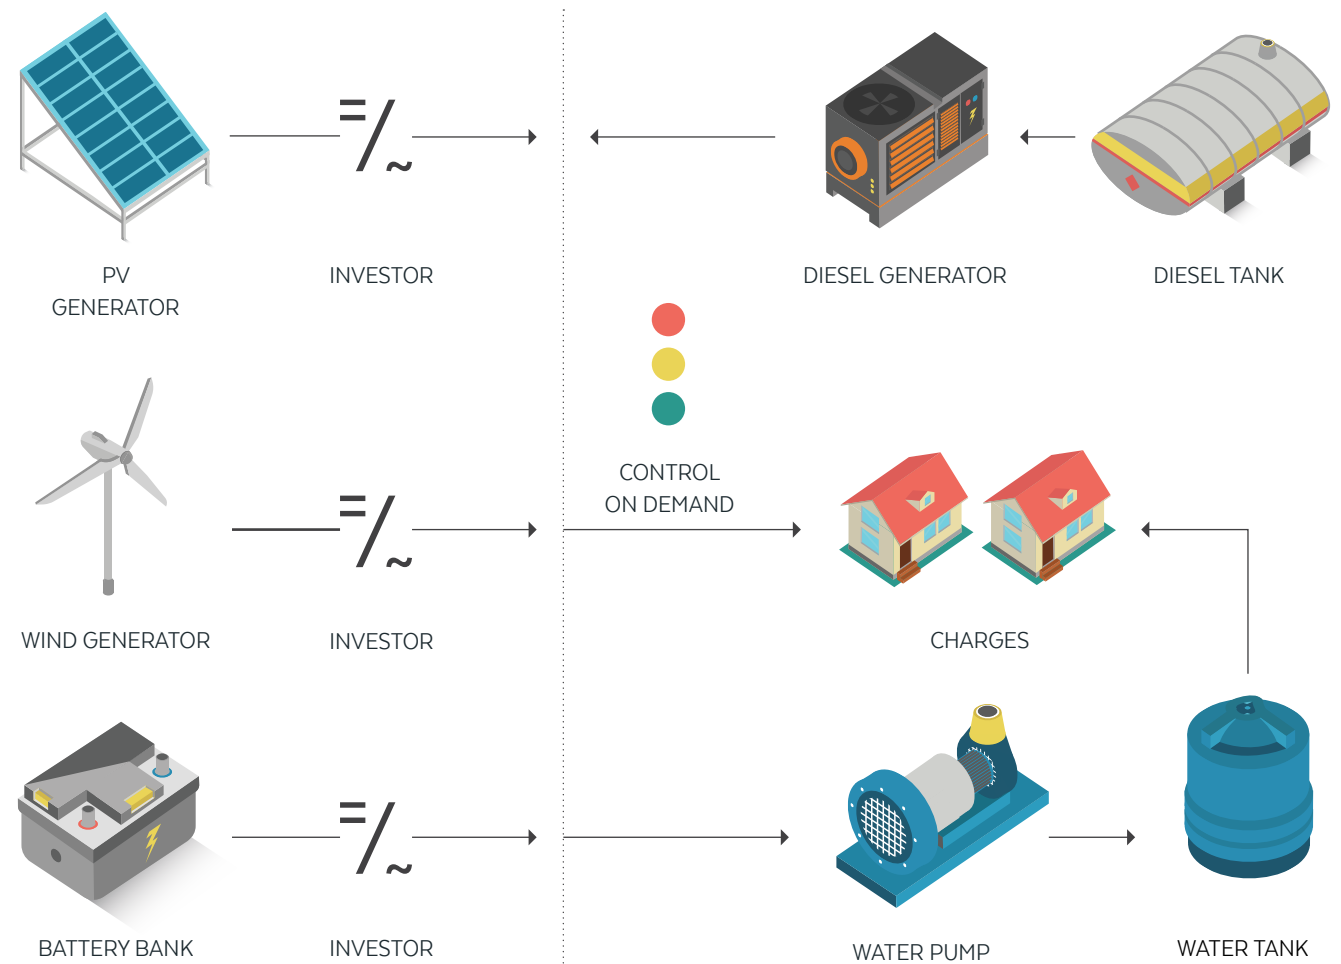 PV
GENERATOR
INVESTOR
DIESEL GENERATOR
DIESEL TANK
CONTROL
ON DEMAND
WIND GENERATOR
INVESTOR
CHARGES
BATTERY BANK
INVESTOR
WATER PUMP
WATER TANK